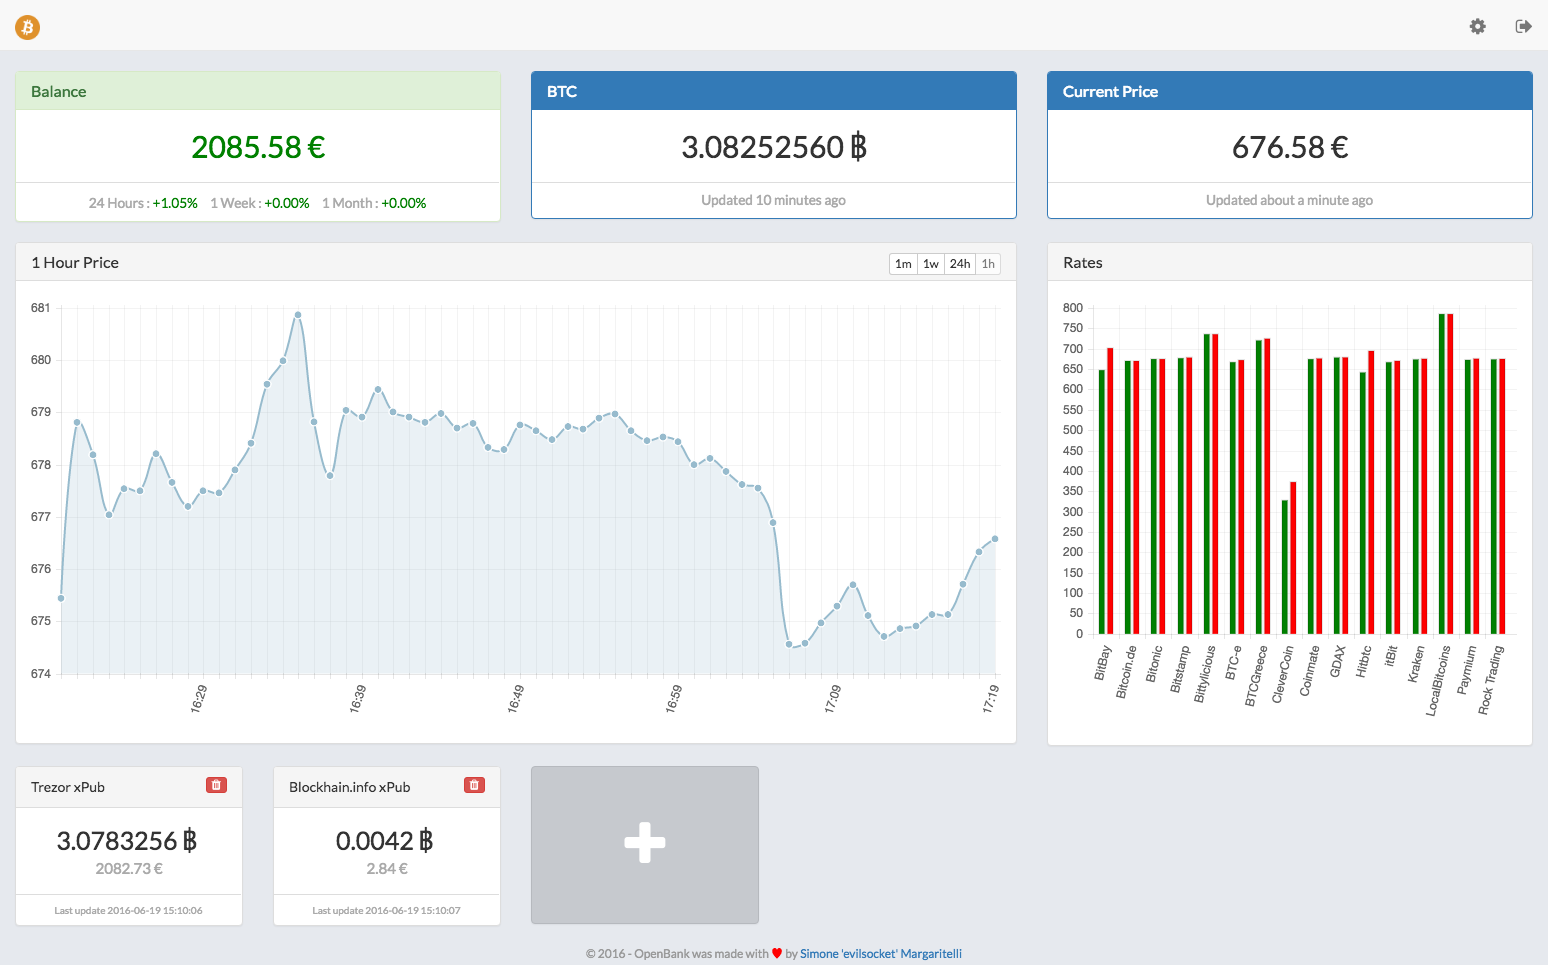 Balance
2085.58 €
24 Hours : +1.05% 1 Week : +0.00% 1 Month : +0.00%
BTC
3.08252560 ฿
Updated 10 minutes ago
Current Price
676.58 €
Updated about a minute ago
1 Hour Price
1m 1w 24h 1h
681
680
679
678
677
676
675
674
16:29 16:39 16:49 16:59 17:09 17:19
Rates
800
750
700
650
600
550
500
450
400
350
300
250
200
150
100
50
0
BitBay Bitcoin.de Bitonic Bitstamp Bittylicious BTC-e BTCGreece CleverCoin Coinmate GDAX Hitbtc itBit Kraken LocalBitcoins Paymium Rock Trading
Trezor xPub
3.0783256 ฿
2082.73 €
Last update 2016-06-19 15:10:06
Blockhain.info xPub
0.0042 ฿
2.84 €
Last update 2016-06-19 15:10:07
© 2016 - OpenBank was made with ♥ by Simone 'evilsocket' Margaritelli